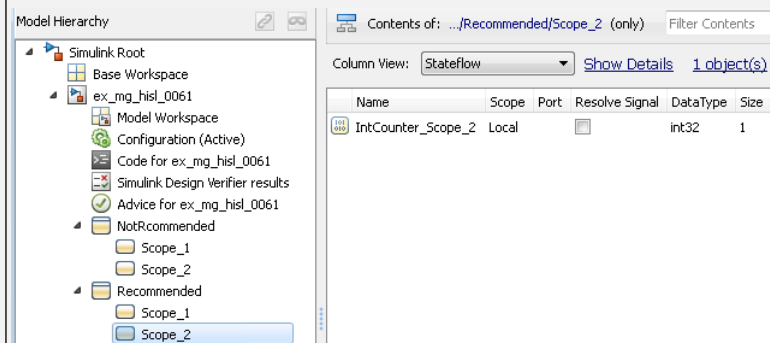 Model Hierarchy
Simulink Root
Base Workspace
ex_mg_hisl_0061
Model Workspace
Configuration (Active)
Code for ex_mg_hisl_0061
Simulink Design Verifier results
Advice for ex_mg_hisl_0061
NotRcommended
Scope_1
Scope_2
Recommended
Scope_1
Scope_2
Contents of: .../Recommended/Scope_2 (only) Filter Contents
Column View: Stateflow Show Details 1 object(s)
Name Scope Port Resolve Signal DataType Size
IntCounter_Scope_2 Local int32 1